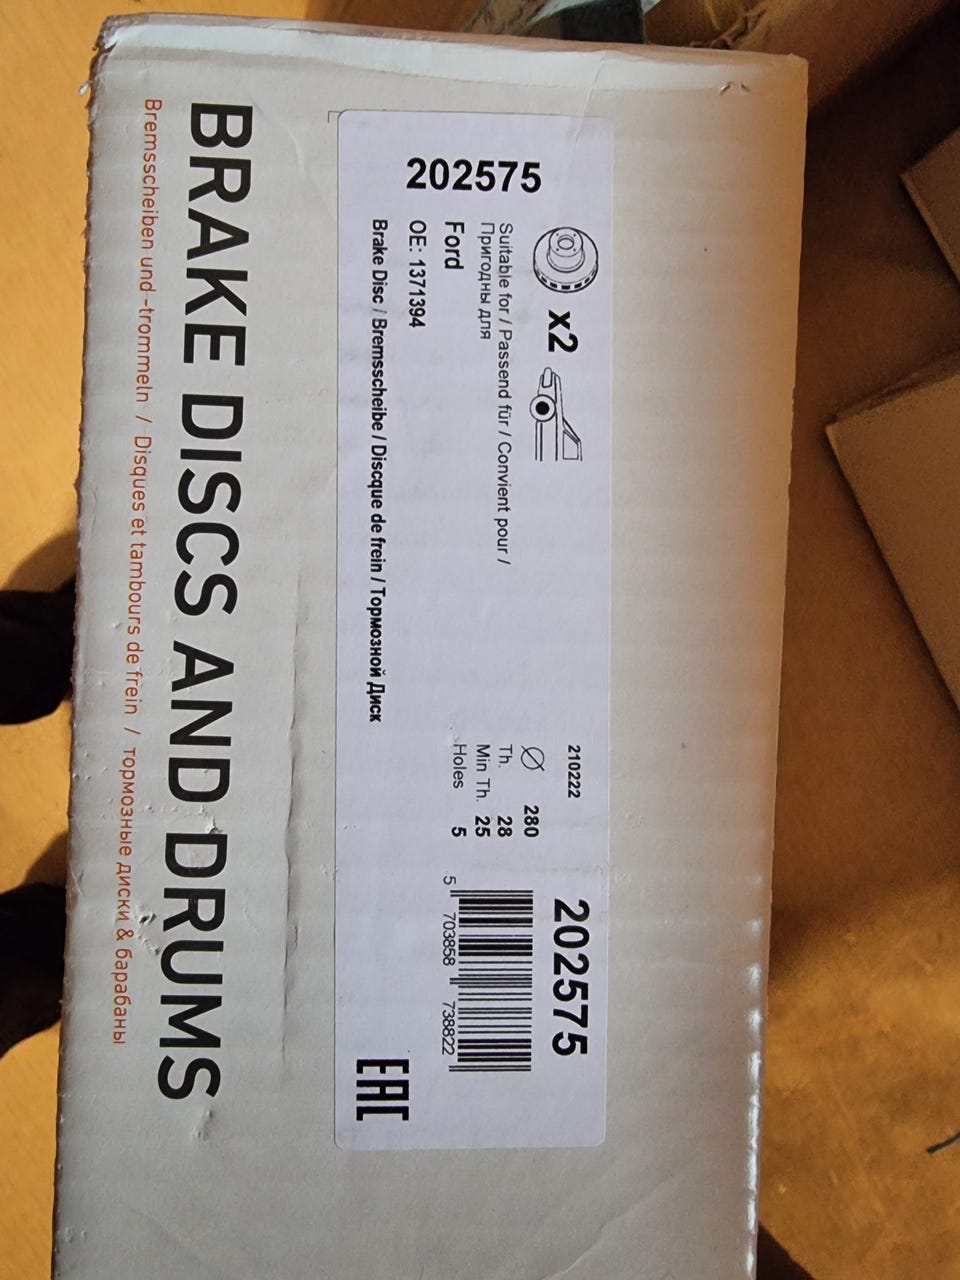 BRAKE DISCS AND DRUMS
Bremsscheiben und -trommeln / Disques et tambours de frein / тормозные диски & барабаны
202575
x2
Suitable for / Passend für / Convient pour /
Пригодны для
Ford
OE: 1371394
Brake Disc / Bremsscheibe / Discque de frein / Тормозной Диск
210222
Ø 280
Th. 28
Min Th. 25
Holes 5
202575
5 703858 738822
EAC